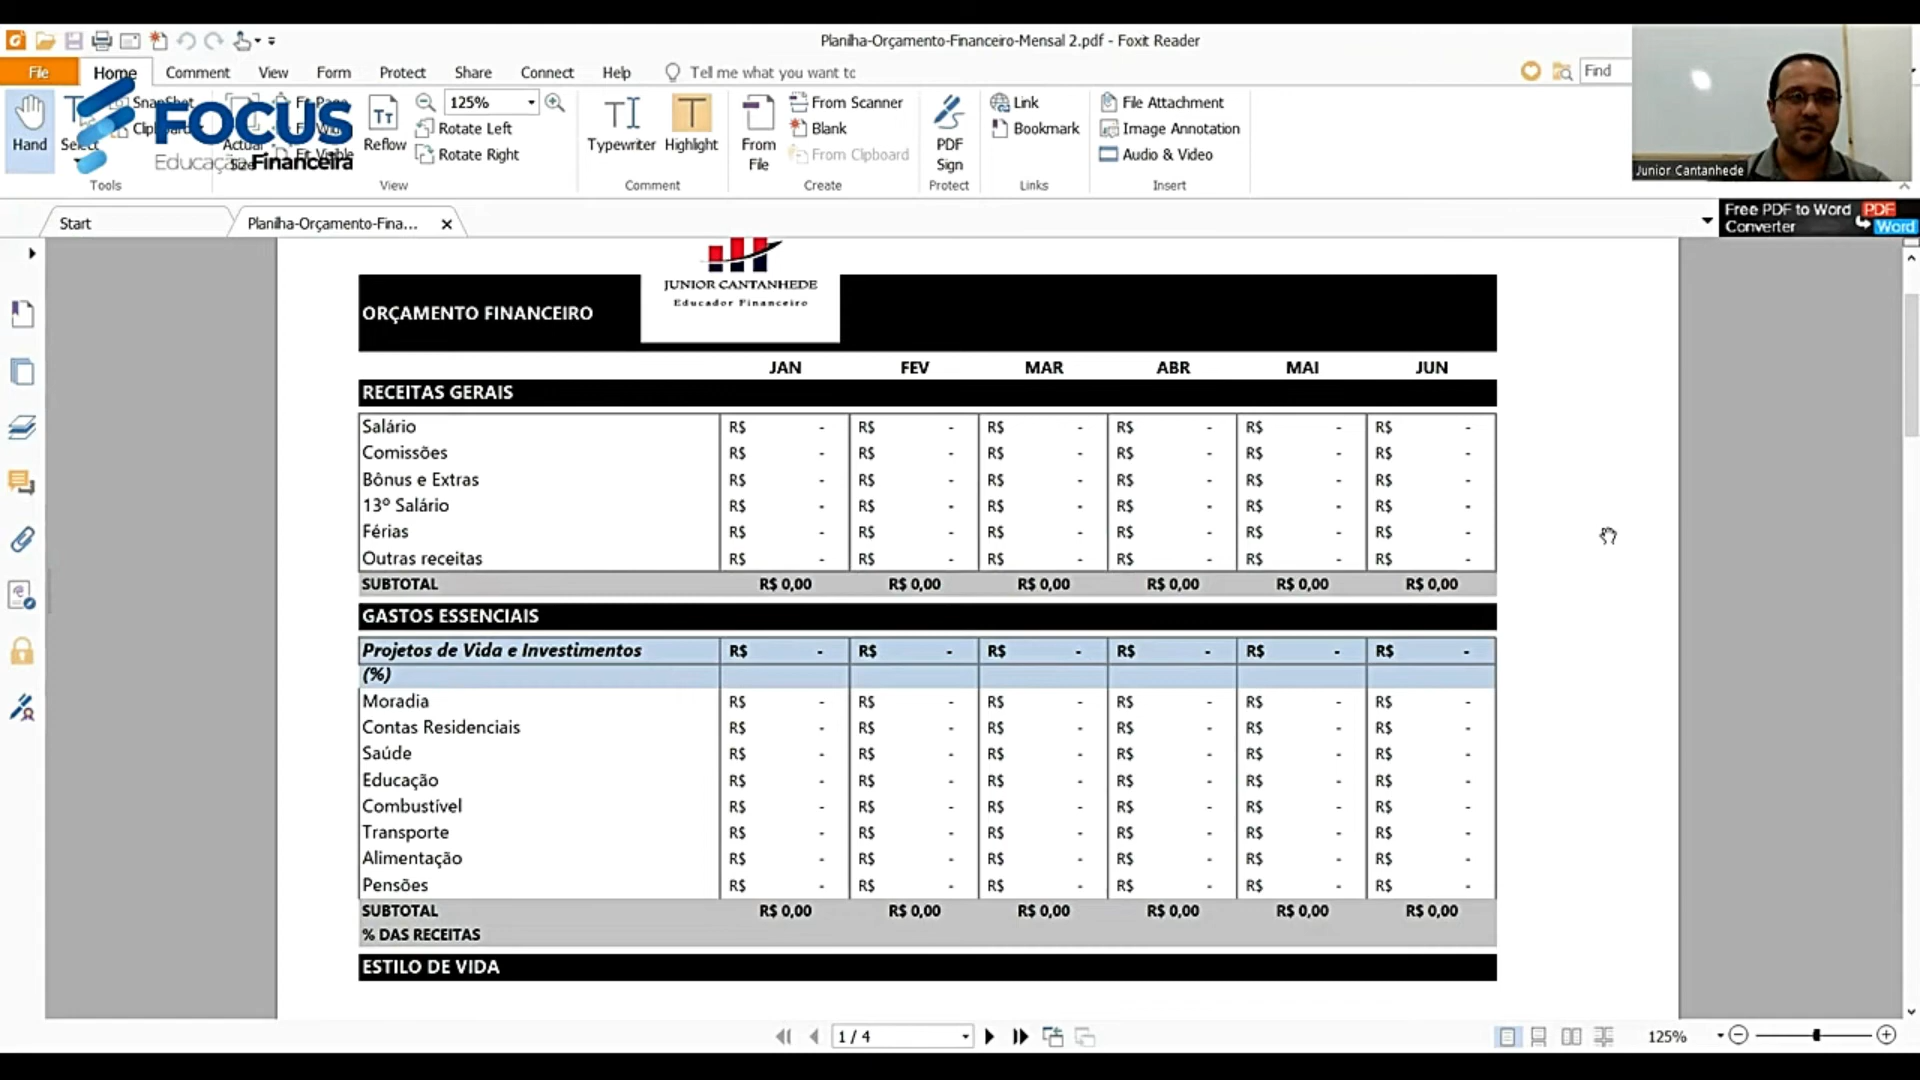 Planilha-Orçamento-Financeiro-Mensal 2.pdf - Foxit Reader
File Home Comment View Form Protect Share Connect Help Tell me what you want to Find
Hand
SnapShot
125%
Rotate Left
Rotate Right
Reflow
Typewriter
Highlight
From File
From Scanner
Blank
From Clipboard
PDF Sign
Link
Bookmark
File Attachment
Image Annotation
Audio & Video
Tools View Comment Create Protect Links Insert
FOCUS
Educação Financeira
Junior Cantanhede
Start
Planilha-Orçamento-Fina...
Free PDF to Word Converter
PDF
Word
JUNIOR CANTANHEDE
Educador Financeiro
ORÇAMENTO FINANCEIRO
JAN FEV MAR ABR MAI JUN
RECEITAS GERAIS
Salário R$ - R$ - R$ - R$ - R$ - R$ -
Comissões R$ - R$ - R$ - R$ - R$ - R$ -
Bônus e Extras R$ - R$ - R$ - R$ - R$ - R$ -
13º Salário R$ - R$ - R$ - R$ - R$ - R$ -
Férias R$ - R$ - R$ - R$ - R$ - R$ -
Outras receitas R$ - R$ - R$ - R$ - R$ - R$ -
SUBTOTAL R$ 0,00 R$ 0,00 R$ 0,00 R$ 0,00 R$ 0,00 R$ 0,00
GASTOS ESSENCIAIS
Projetos de Vida e Investimentos R$ - R$ - R$ - R$ - R$ - R$ -
(%)
Moradia R$ - R$ - R$ - R$ - R$ - R$ -
Contas Residenciais R$ - R$ - R$ - R$ - R$ - R$ -
Saúde R$ - R$ - R$ - R$ - R$ - R$ -
Educação R$ - R$ - R$ - R$ - R$ - R$ -
Combustível R$ - R$ - R$ - R$ - R$ - R$ -
Transporte R$ - R$ - R$ - R$ - R$ - R$ -
Alimentação R$ - R$ - R$ - R$ - R$ - R$ -
Pensões R$ - R$ - R$ - R$ - R$ - R$ -
SUBTOTAL R$ 0,00 R$ 0,00 R$ 0,00 R$ 0,00 R$ 0,00 R$ 0,00
% DAS RECEITAS
ESTILO DE VIDA
1 / 4
125%